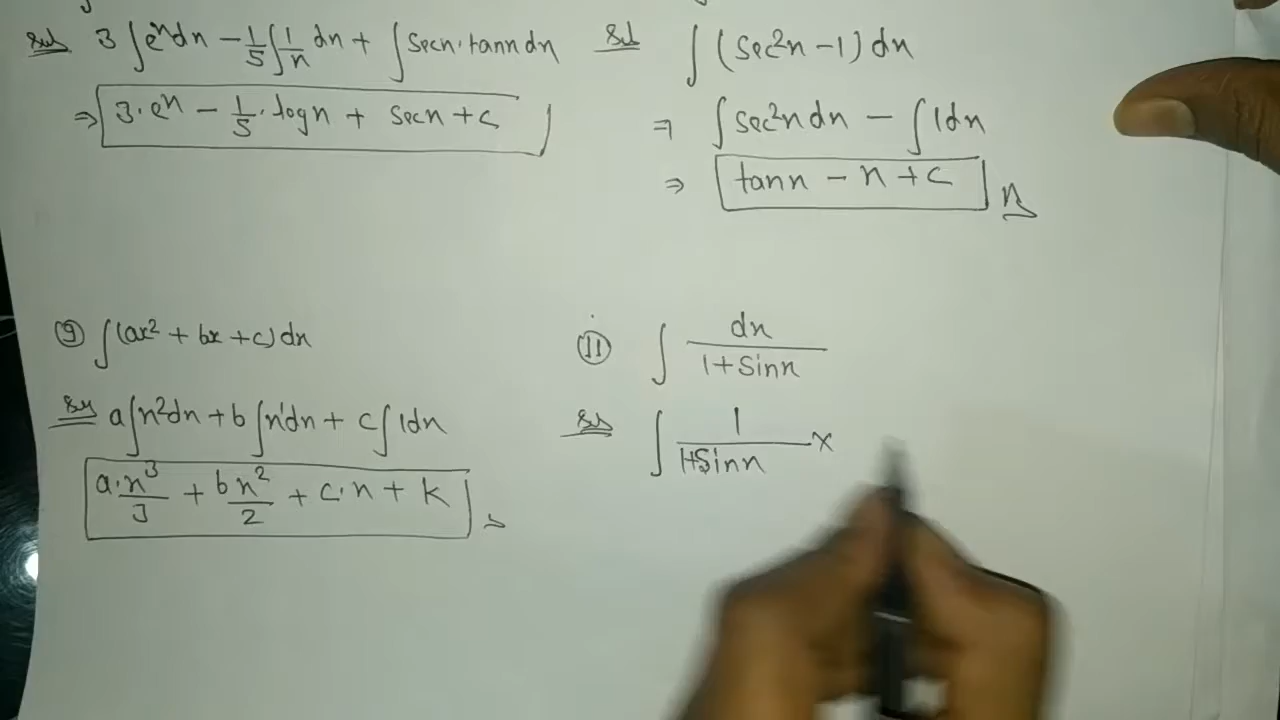 Sol 3∫eⁿdn − 1/5∫1/n dn + ∫secn·tann dn
⇒ 3·eⁿ − 1/5·logn + secn + c
Sol ∫(sec²n − 1) dn
⇒ ∫sec²n dn − ∫1dn
⇒ tann − n + c
⑨ ∫(ax² + bx + c) dx
Sol a∫n²dn + b∫n¹dn + c∫1dn
a·n³/3 + bn²/2 + c·n + k
⑪ ∫ dn/(1+Sinn)
Sol ∫ 1/(1+Sinn) ×